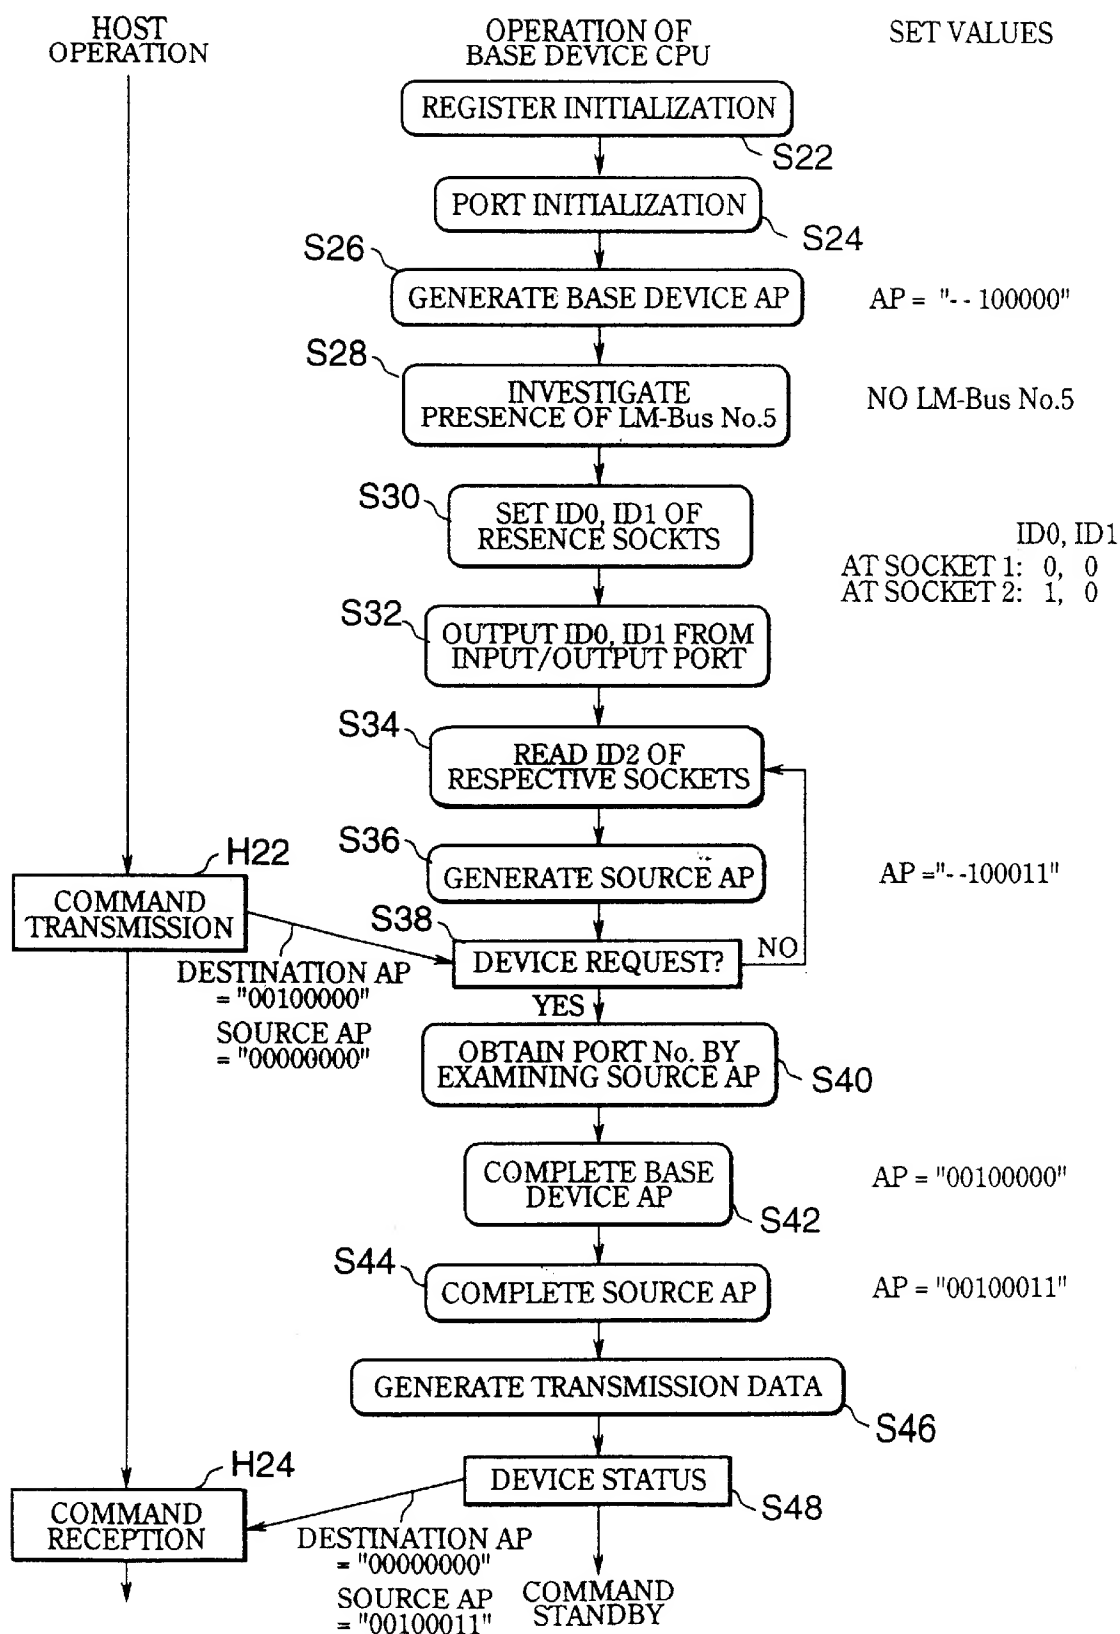 HOST
OPERATION
OPERATION OF
BASE DEVICE CPU
SET VALUES
REGISTER INITIALIZATION
S22
PORT INITIALIZATION
S24
S26
GENERATE BASE DEVICE AP
AP = "- - 100000"
S28
INVESTIGATE
PRESENCE OF LM-Bus No.5
NO LM-Bus No.5
S30
SET ID0, ID1 OF
RESENCE SOCKTS
ID0, ID1
AT SOCKET 1: 0, 0
AT SOCKET 2: 1, 0
S32
OUTPUT ID0, ID1 FROM
INPUT/OUTPUT PORT
S34
READ ID2 OF
RESPECTIVE SOCKETS
S36
GENERATE SOURCE AP
AP ="- -100011"
H22
COMMAND
TRANSMISSION
S38
DEVICE REQUEST?
NO
YES
DESTINATION AP
= "00100000"
SOURCE AP
= "00000000"
OBTAIN PORT No. BY
EXAMINING SOURCE AP
S40
COMPLETE BASE
DEVICE AP
S42
AP = "00100000"
S44
COMPLETE SOURCE AP
AP = "00100011"
GENERATE TRANSMISSION DATA
S46
H24
COMMAND
RECEPTION
DEVICE STATUS
S48
DESTINATION AP
= "00000000"
SOURCE AP
= "00100011"
COMMAND
STANDBY